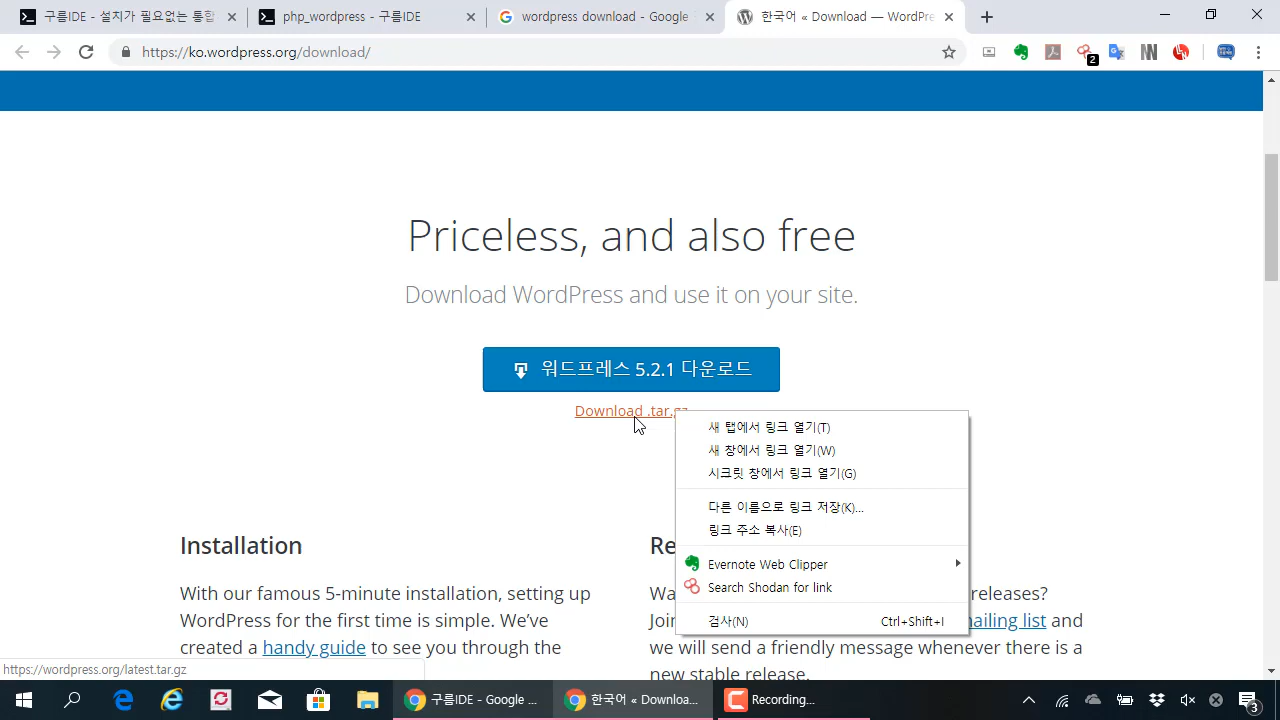 구름IDE - 설치가 필요없는 통합
php_wordpress - 구름IDE
wordpress download - Google
한국어 « Download — WordPre
https://ko.wordpress.org/download/
2
Priceless, and also free
Download WordPress and use it on your site.
워드프레스 5.2.1 다운로드
Download .tar.gz
새 탭에서 링크 열기(T)
새 창에서 링크 열기(W)
시크릿 창에서 링크 열기(G)
다른 이름으로 링크 저장(K)...
링크 주소 복사(E)
Evernote Web Clipper
Search Shodan for link
검사(N) Ctrl+Shift+I
Installation
With our famous 5-minute installation, setting up
WordPress for the first time is simple. We’ve
created a handy guide to see you through the
Re
Wa releases?
Join ailing list and
we will send a friendly message whenever there is a
new stable release.
https://wordpress.org/latest.tar.gz
구름IDE - Google ...
한국어 « Downloa...
Recording...
3